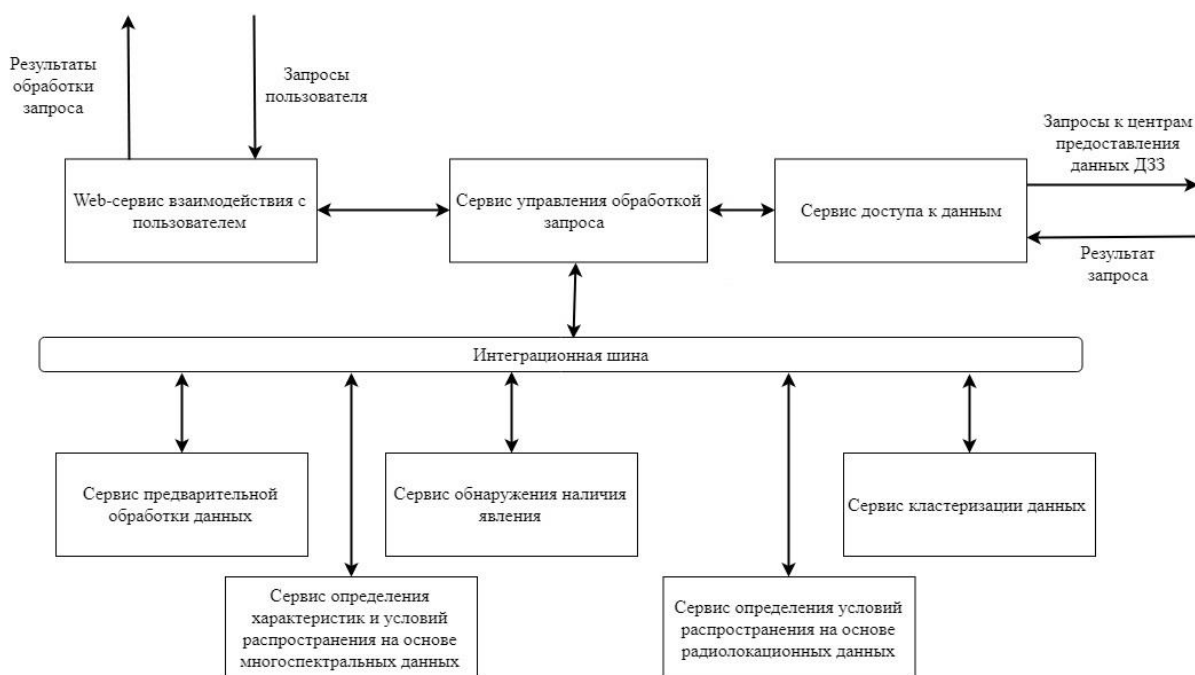 Результаты
обработки
запроса
Запросы
пользователя
Запросы к центрам
предоставления
данных ДЗЗ
Web-сервис взаимодействия с
пользователем
Сервис управления обработкой
запроса
Сервис доступа к данным
Результат
запроса
Интеграционная шина
Сервис предварительной
обработки данных
Сервис обнаружения наличия
явления
Сервис кластеризации данных
Сервис определения
характеристик и условий
распространения на основе
многоспектральных данных
Сервис определения условий
распространения на основе
радиолокационных данных